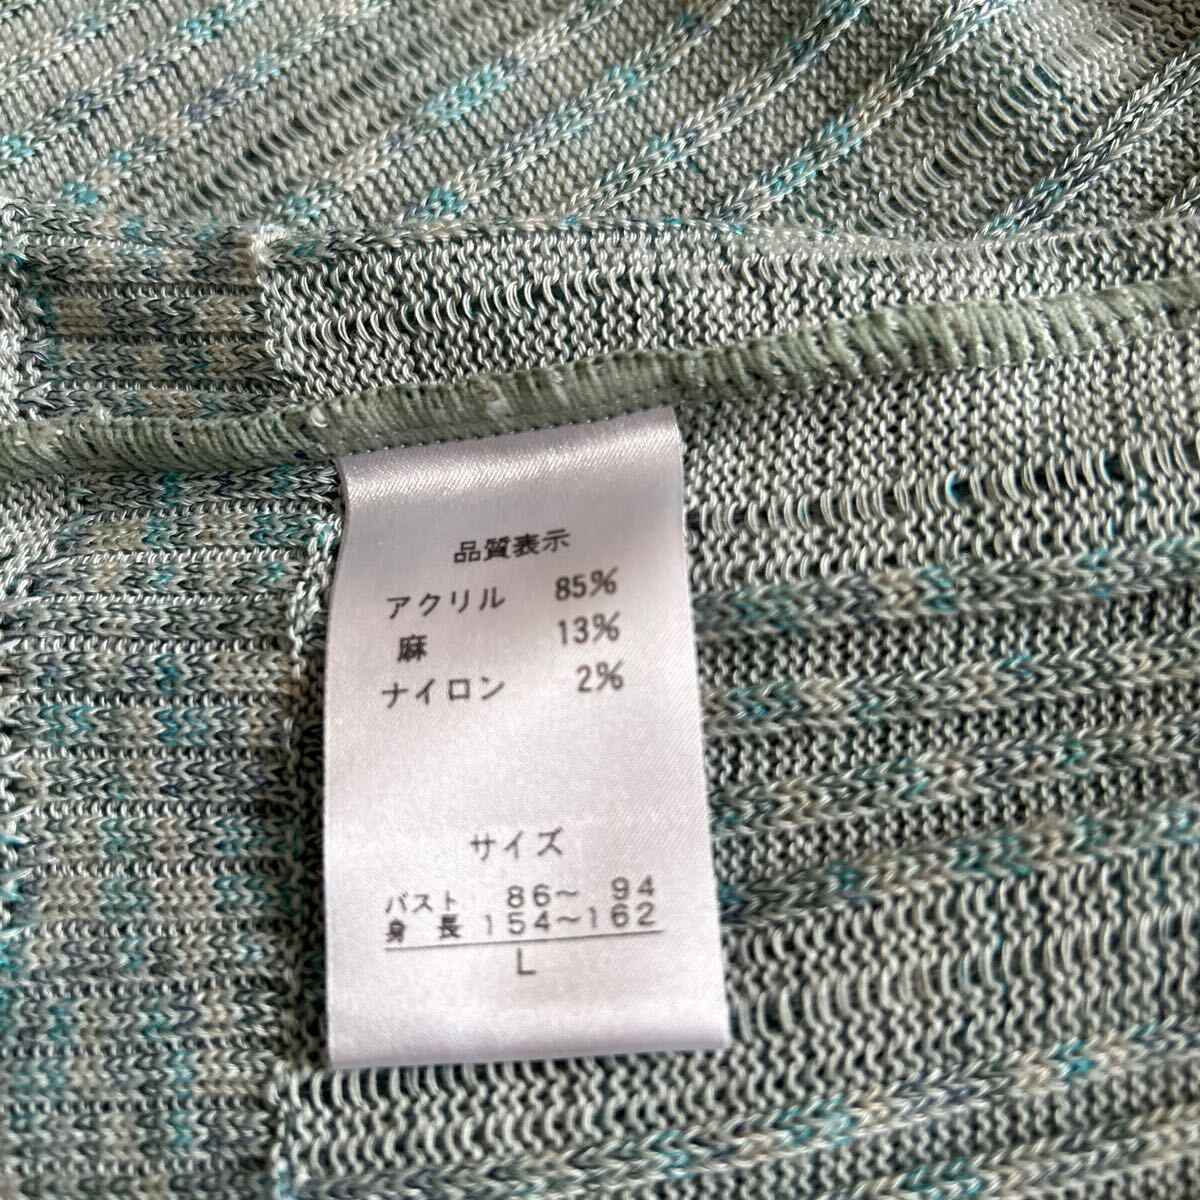 品質表示
アクリル 85%
麻 13%
ナイロン 2%
サイズ
バスト 86～ 94
身長 154～162
L